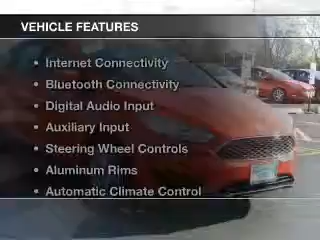 VEHICLE FEATURES
• Internet Connectivity
• Bluetooth Connectivity
• Digital Audio Input
• Auxiliary Input
• Steering Wheel Controls
• Aluminum Rims
• Automatic Climate Control